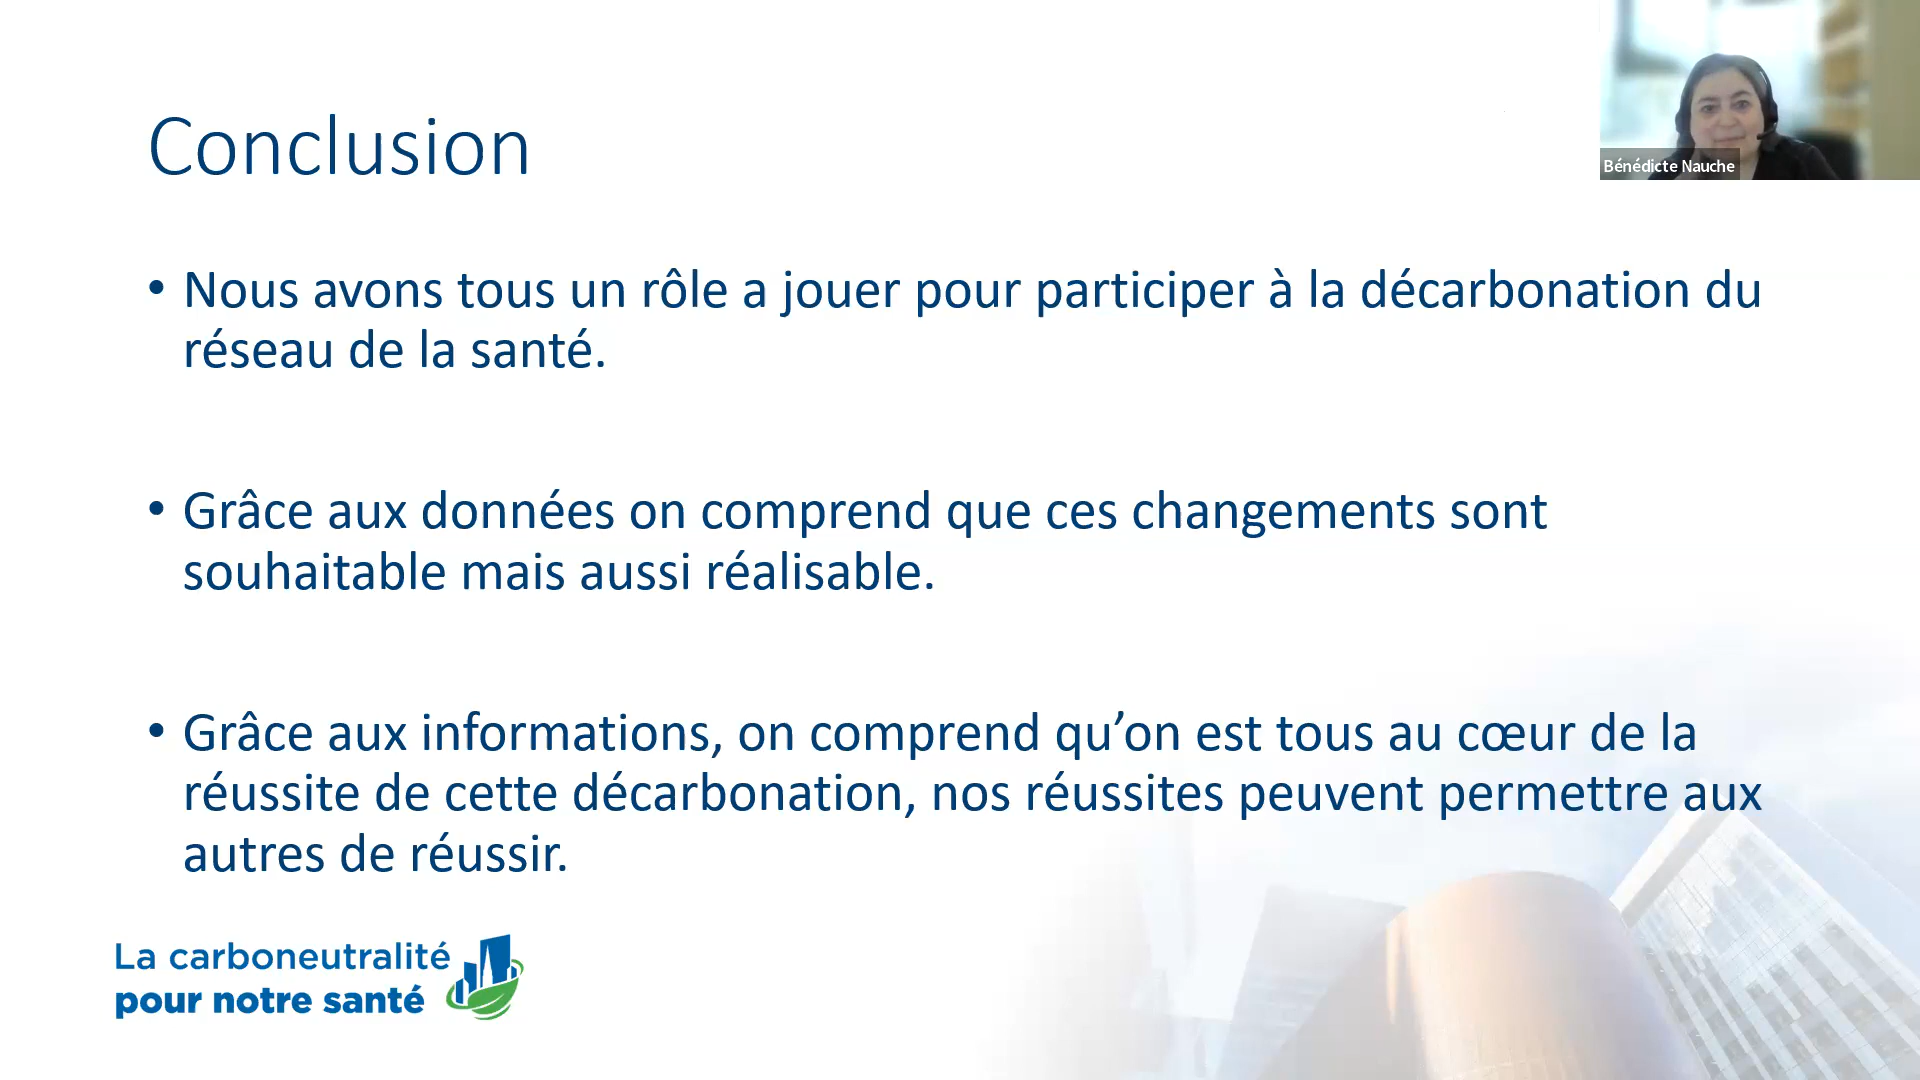 Conclusion
Bénédicte Nauche
• Nous avons tous un rôle a jouer pour participer à la décarbonation du
réseau de la santé.
• Grâce aux données on comprend que ces changements sont
souhaitable mais aussi réalisable.
• Grâce aux informations, on comprend qu’on est tous au cœur de la
réussite de cette décarbonation, nos réussites peuvent permettre aux
autres de réussir.
La carboneutralité
pour notre santé